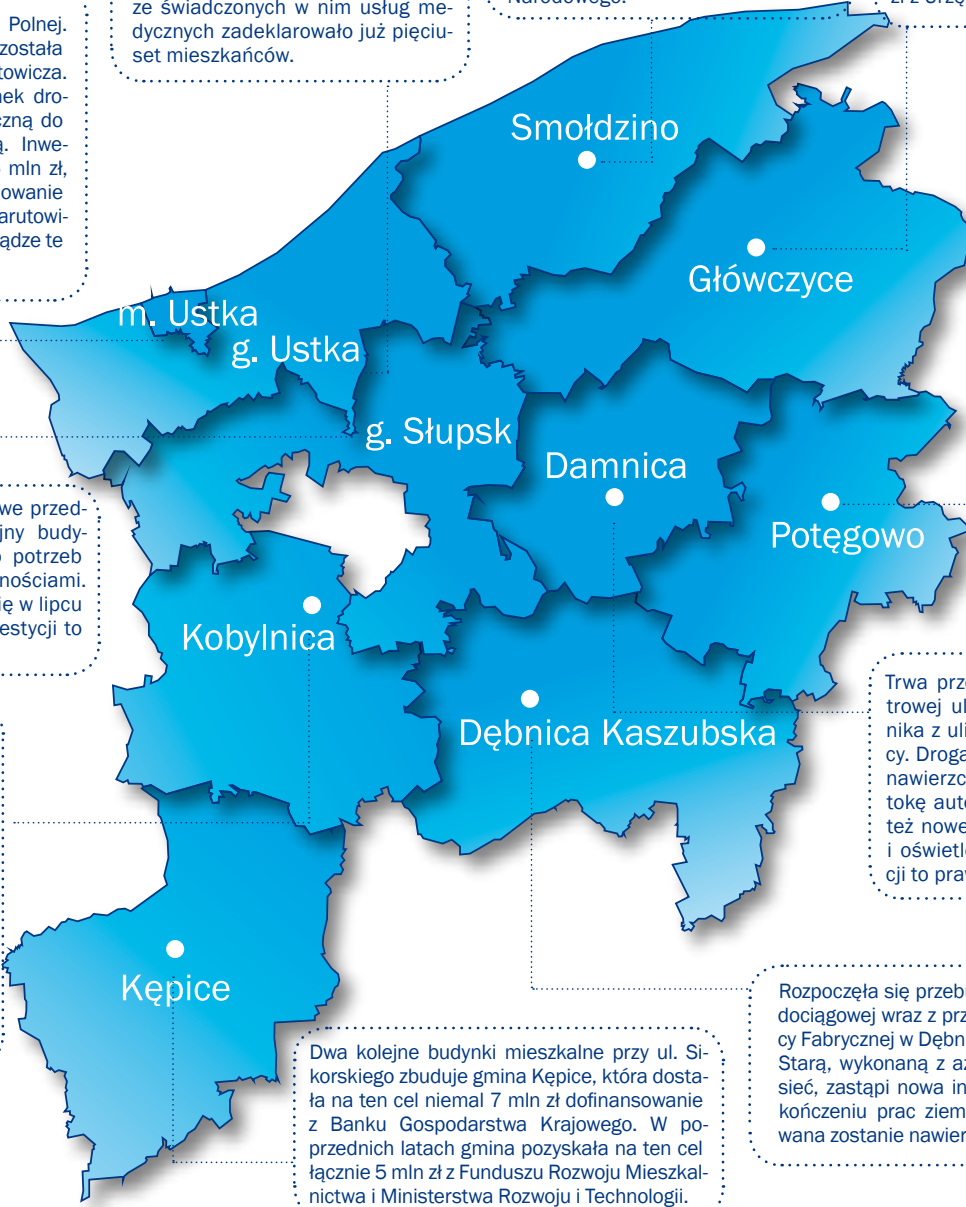 Polnej.
została
towicza.
nek dro-
czną do
ą. Inwe-
mln zł,
owanie
arutowi-
ądze te
ze świadczonych w nim usług me-
dycznych zadeklarowało już pięciu-
set mieszkańców.
Narodowego.
Smołdzino
Główczyce
m. Ustka
g. Ustka
g. Słupsk
Damnica
Potęgowo
we przed-
jny budy-
potrzeb
nościami.
ię w lipcu
estycji to
Kobylnica
Dębnica Kaszubska
Trwa prze
trowej ul
nika z uli
cy. Droga
nawierzc
tokę auto
też nowe
i oświetle
cji to praw
Kępice
Dwa kolejne budynki mieszkalne przy ul. Si-
korskiego zbuduje gmina Kępice, która dosta-
ła na ten cel niemal 7 mln zł dofinansowanie
z Banku Gospodarstwa Krajowego. W po-
przednich latach gmina pozyskała na ten cel
łącznie 5 mln zł z Funduszu Rozwoju Mieszkal-
nictwa i Ministerstwa Rozwoju i Technologii.
Rozpoczęła się przebu
dociągowej wraz z prz
cy Fabrycznej w Dębn
Starą, wykonaną z az
sieć, zastąpi nowa in
kończeniu prac ziem
wana zostanie nawier